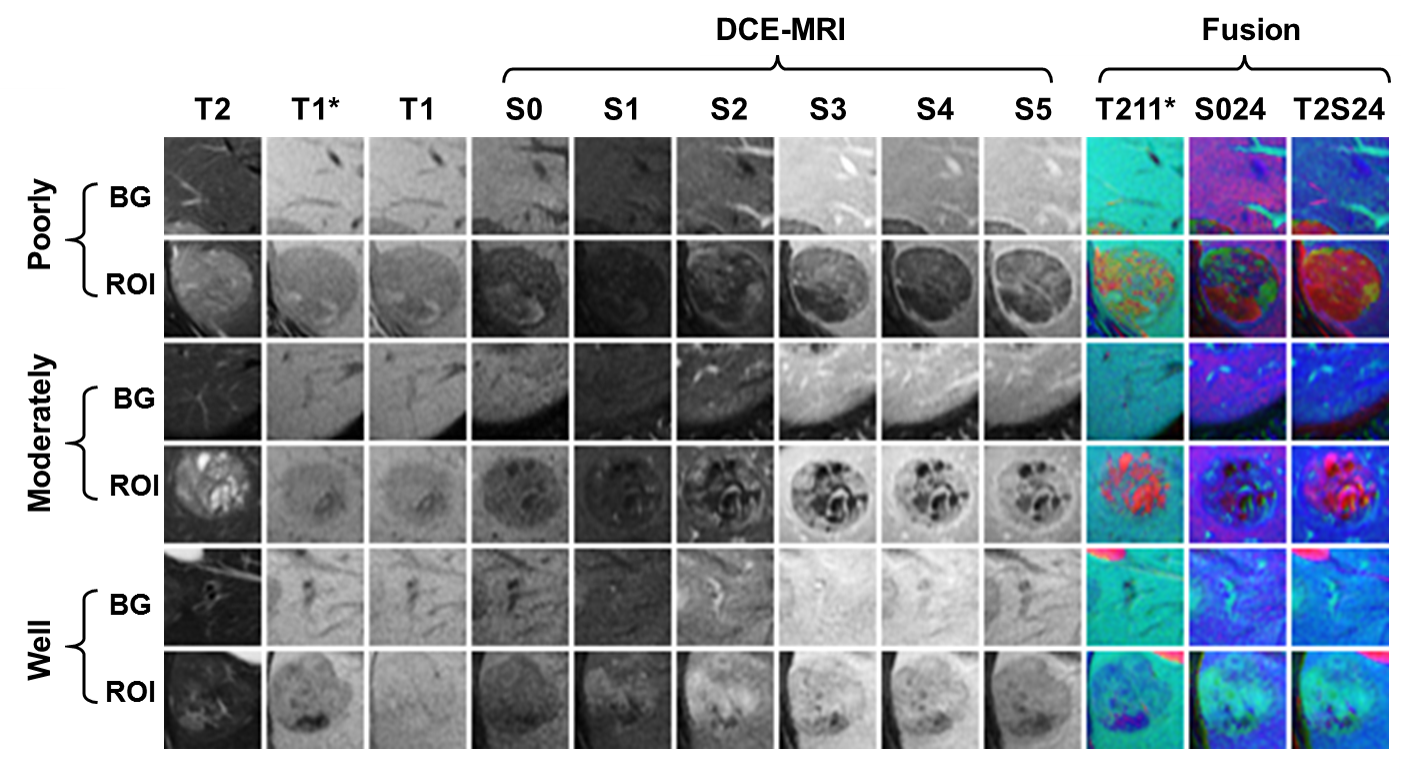 DCE-MRI Fusion
T2 T1* T1 S0 S1 S2 S3 S4 S5 T211* S024 T2S24
Poorly
BG
ROI
Moderately
BG
ROI
Well
BG
ROI